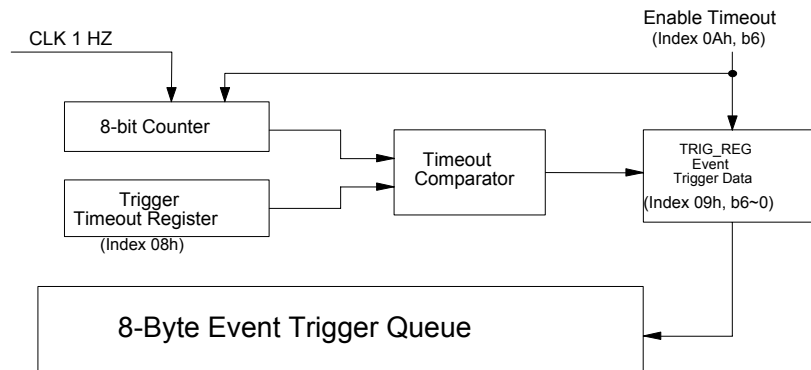 Enable Timeout
(Index 0Ah, b6)
CLK 1 HZ
8-bit Counter
Timeout
Comparator
TRIG_REG
Event
Trigger Data
(Index 09h, b6~0)
Trigger
Timeout Register
(Index 08h)
8-Byte Event Trigger Queue